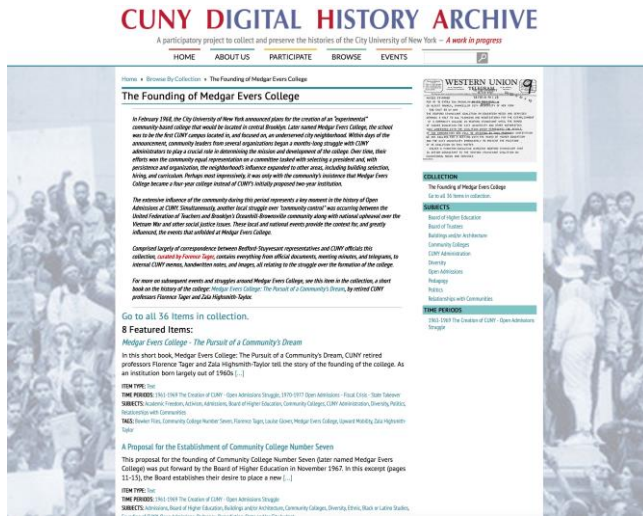 CUNY DIGITAL HISTORY ARCHIVE
A participatory project to collect and preserve the histories of the City University of New York — A work in progress
HOME ABOUT US PARTICIPATE BROWSE EVENTS
Home » Browse By Collection » The Founding of Medgar Evers College
The Founding of Medgar Evers College
In February 1968, the City University of New York announced plans for the creation of an "experimental"
community-based college that would be located in central Brooklyn. Later named Medgar Evers College, the school
was to be the first CUNY campus located in, and focused on, an underserved city neighborhood. Within days of the
announcement, community leaders from several organizations began a months-long struggle with CUNY
administration to play a crucial role in determining the mission and development of the college. Over time, their
efforts won the community equal representation on a committee tasked with selecting a president and, with
persistence and organization, the neighborhood's influence expanded to other areas, including building selection,
hiring, and curriculum. Perhaps most impressively, it was only with the community's insistence that Medgar Evers
College became a four-year college instead of CUNY's initially proposed two-year institution.
The extensive influence of the community during this period represents a key moment in the history of Open
Admissions at CUNY. Simultaneously, another local struggle over "community control" was occurring between the
United Federation of Teachers and Brooklyn's Oceanhill-Brownsville community along with national upheaval over the
Vietnam War and other social justice issues. These local and national events provide the context for, and greatly
influenced, the events that unfolded at Medgar Evers College.
Comprised largely of correspondence between Bedford-Stuyvesant representatives and CUNY officials this
collection, curated by Florence Tager, contains everything from official documents, meeting minutes, and telegrams, to
internal CUNY memos, handwritten notes, and images, all relating to the struggle over the formation of the college.
For more on subsequent events and struggles around Medgar Evers College, see this item in the collection, a short
book on the history of the college: Medgar Evers College: The Pursuit of a Community's Dream, by retired CUNY
professors Florence Tager and Zala Highsmith-Taylor.
Go to all 36 items in collection.
8 Featured Items:
Medgar Evers College - The Pursuit of a Community's Dream
In this short book, Medgar Evers College: The Pursuit of a Community's Dream, CUNY retired
professors Florence Tager and Zala Highsmith-Taylor tell the story of the founding of the college. As
an institution born largely out of 1960s [...]
ITEM TYPE: Text
TIME PERIODS: 1961-1969 The Creation of CUNY - Open Admissions Struggle, 1970-1977 Open Admissions - Fiscal Crisis - State Takeover
SUBJECTS: Academic Freedom, Activism, Admissions, Board of Higher Education, Community Colleges, CUNY Administration, Diversity, Politics,
Relationships with Communities
TAGS: Bowker Files, Community College Number Seven, Florence Tager, Louise Glover, Medgar Evers College, Upward Mobility, Zala Highsmith-
Taylor
A Proposal for the Establishment of Community College Number Seven
This proposal for the founding of Community College Number Seven (later named Medgar Evers
College) was put forward by the Board of Higher Education in November 1967. In this excerpt (pages
11-15), the Board establishes their desire to place a new [...]
ITEM TYPE: Text
TIME PERIODS: 1961-1969 The Creation of CUNY - Open Admissions Struggle
SUBJECTS: Admissions, Board of Higher Education, Buildings and/or Architecture, Community Colleges, Diversity, Ethnic, Black or Latino Studies,
WESTERN UNION
TELEGRAM
COLLECTION
The Founding of Medgar Evers College
Go to all 36 items in collection.
SUBJECTS
Board of Higher Education
Board of Trustees
Buildings and/or Architecture
Community Colleges
CUNY Administration
Diversity
Open Admissions
Pedagogy
Politics
Relationships with Communities
TIME PERIODS
1961-1969 The Creation of CUNY - Open Admissions
Struggle